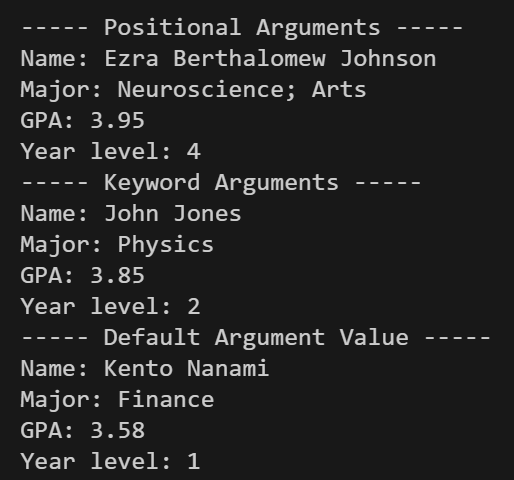 ----- Positional Arguments -----
Name: Ezra Berthalomew Johnson
Major: Neuroscience; Arts
GPA: 3.95
Year level: 4
----- Keyword Arguments -----
Name: John Jones
Major: Physics
GPA: 3.85
Year level: 2
----- Default Argument Value -----
Name: Kento Nanami
Major: Finance
GPA: 3.58
Year level: 1